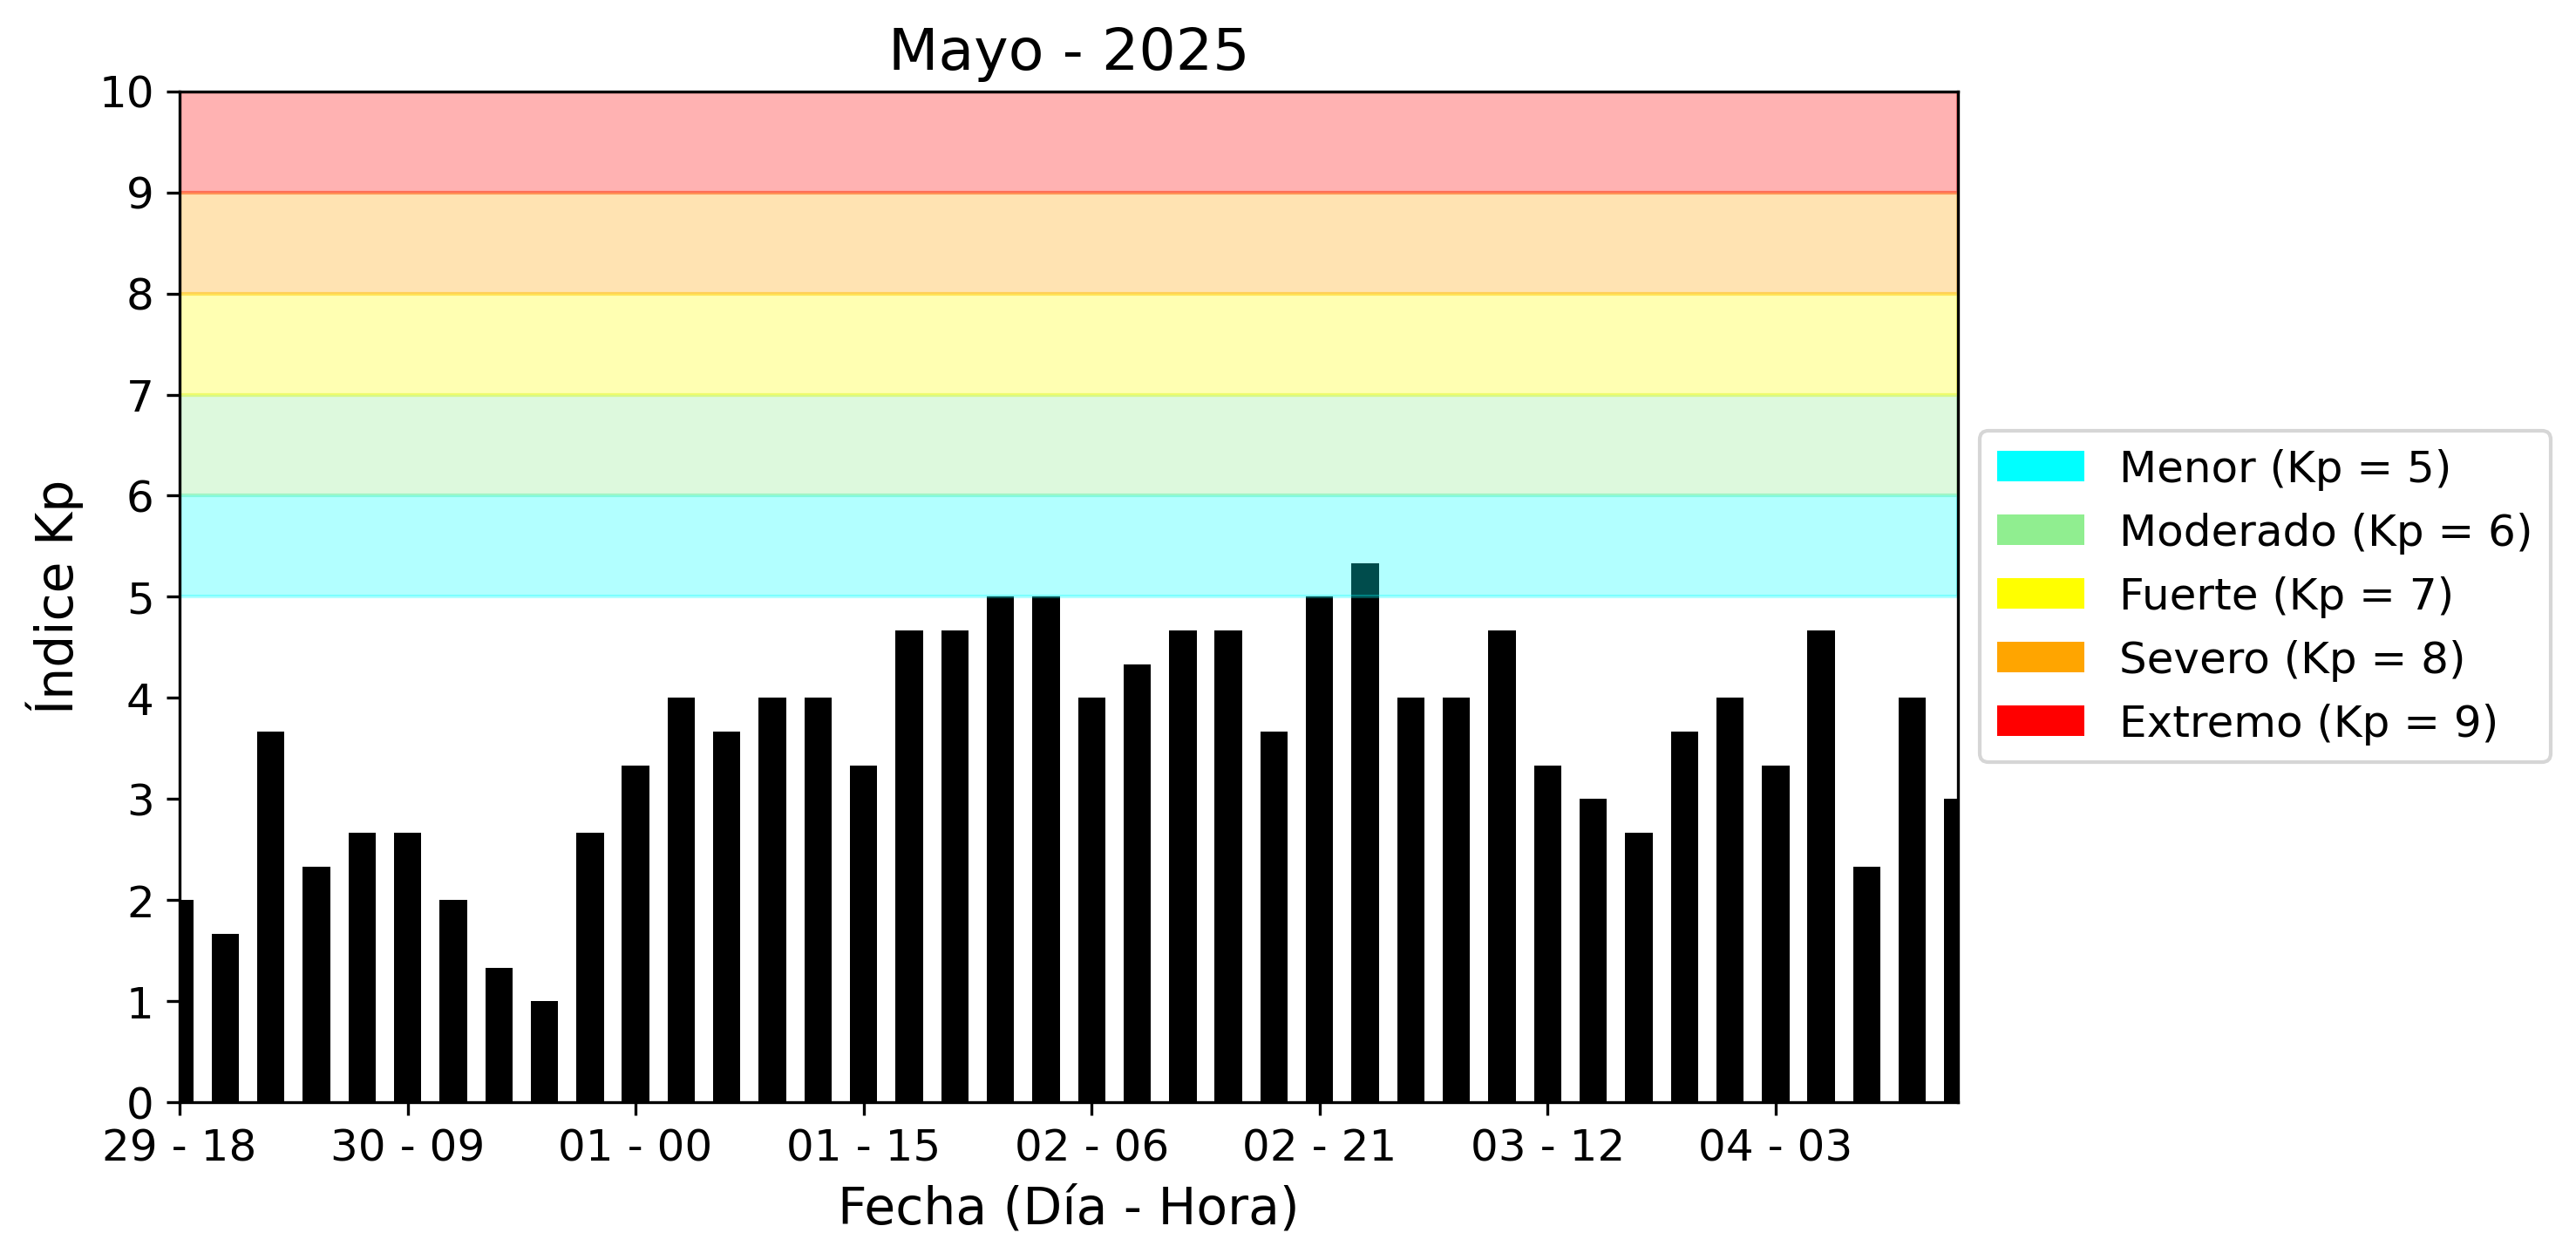 Mayo - 2025
10
9
8
7
6
5
4
3
2
1
0
Índice Kp
29 - 18
30 - 09
01 - 00
01 - 15
02 - 06
02 - 21
03 - 12
04 - 03
Fecha (Día - Hora)
Menor (Kp = 5)
Moderado (Kp = 6)
Fuerte (Kp = 7)
Severo (Kp = 8)
Extremo (Kp = 9)